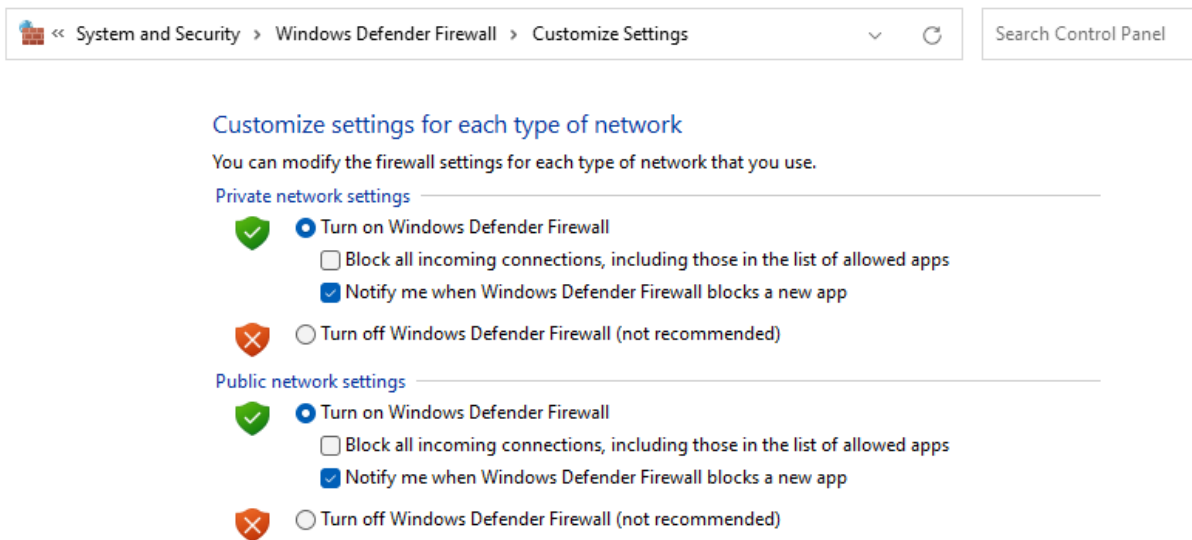 « System and Security > Windows Defender Firewall > Customize Settings
Search Control Panel
Customize settings for each type of network
You can modify the firewall settings for each type of network that you use.
Private network settings
Turn on Windows Defender Firewall
Block all incoming connections, including those in the list of allowed apps
Notify me when Windows Defender Firewall blocks a new app
Turn off Windows Defender Firewall (not recommended)
Public network settings
Turn on Windows Defender Firewall
Block all incoming connections, including those in the list of allowed apps
Notify me when Windows Defender Firewall blocks a new app
Turn off Windows Defender Firewall (not recommended)